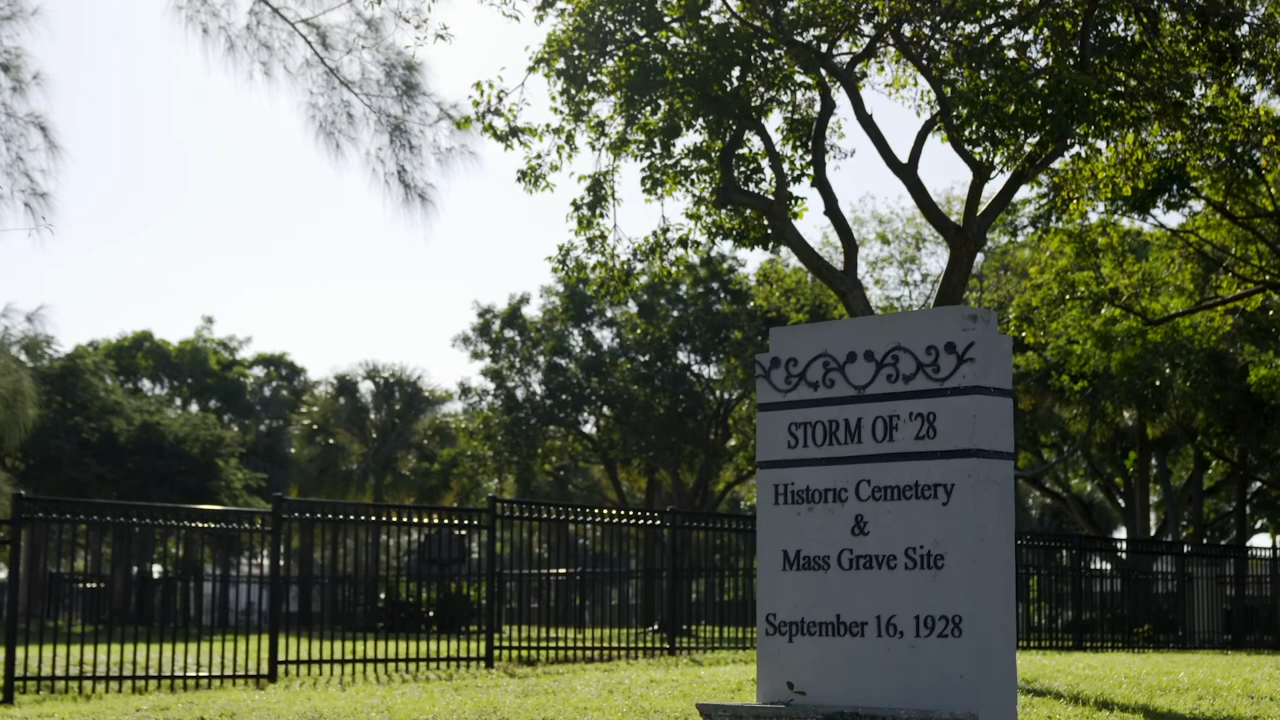 STORM OF '28
Historic Cemetery
&
Mass Grave Site
September 16, 1928